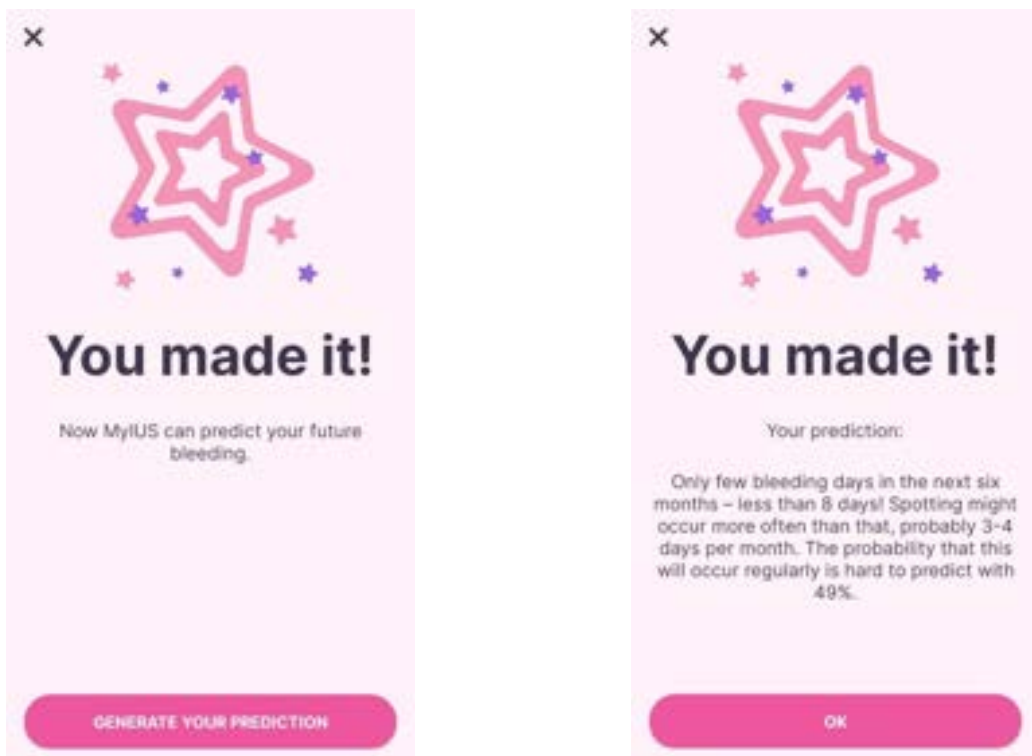 You made it!
Now MyIUS can predict your future
bleeding.
GENERATE YOUR PREDICTION
You made it!
Your prediction:
Only few bleeding days in the next six
months – less than 8 days! Spotting might
occur more often than that, probably 3-4
days per month. The probability that this
will occur regularly is hard to predict with
49%.
OK